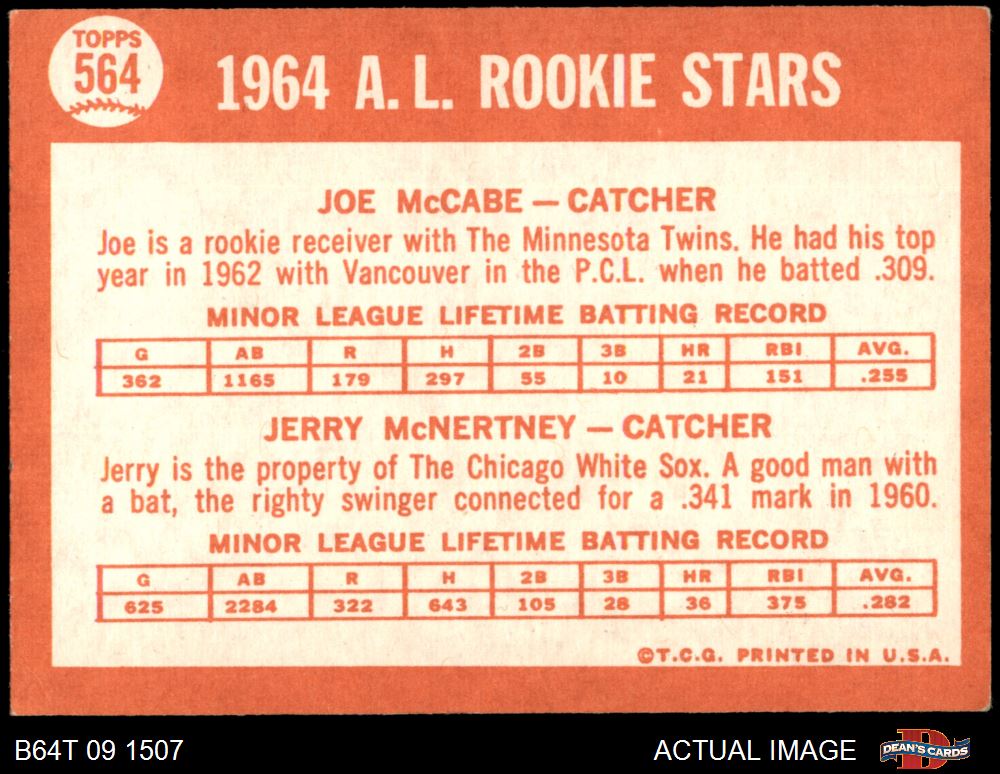 TOPPS
564
1964 A. L. ROOKIE STARS
JOE McCABE — CATCHER
Joe is a rookie receiver with The Minnesota Twins. He had his top
year in 1962 with Vancouver in the P.C.L. when he batted .309.
MINOR LEAGUE LIFETIME BATTING RECORD
G AB R H 2B 3B HR RBI AVG.
362 1165 179 297 55 10 21 151 .255
JERRY McNERTNEY — CATCHER
Jerry is the property of The Chicago White Sox. A good man with
a bat, the righty swinger connected for a .341 mark in 1960.
MINOR LEAGUE LIFETIME BATTING RECORD
G AB R H 2B 3B HR RBI AVG.
625 2284 322 643 105 28 36 375 .282
©T.C.G. PRINTED IN U.S.A.
B64T 09 1507 ACTUAL IMAGE DEAN'S CARDS